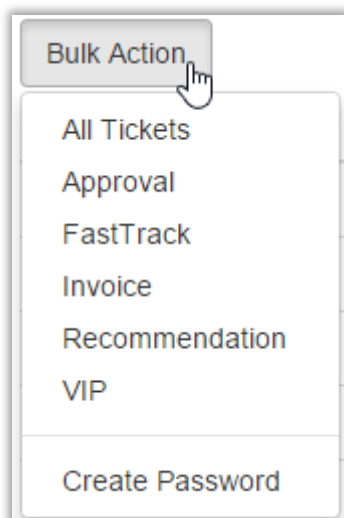 Bulk Action
All Tickets
Approval
FastTrack
Invoice
Recommendation
VIP
Create Password